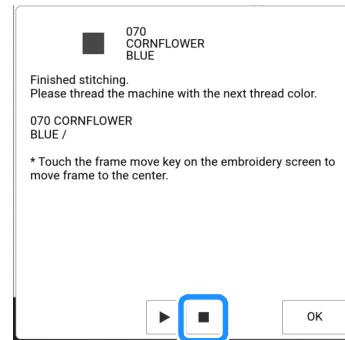 070
CORNFLOWER
BLUE
Finished stitching.
Please thread the machine with the next thread color.
070 CORNFLOWER
BLUE /
* Touch the frame move key on the embroidery screen to
move frame to the center.
OK